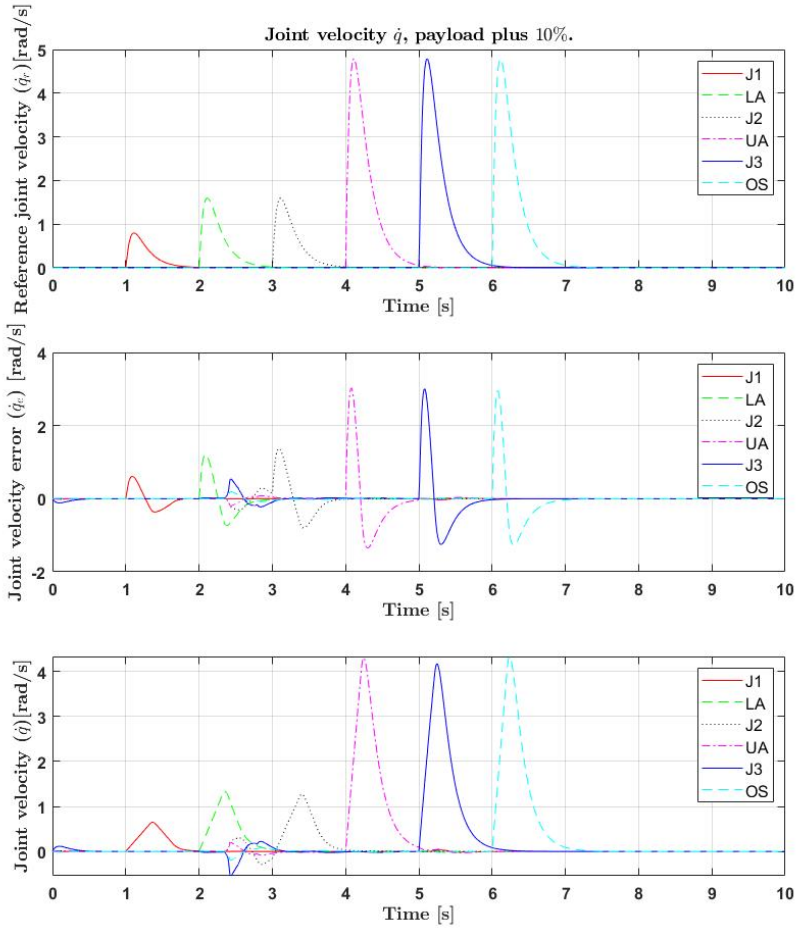 Joint velocity q̇, payload plus 10%.
Reference joint velocity (q̇ᵣ)[rad/s]
5
4
3
2
1
0
J1
LA
J2
UA
J3
OS
0 1 2 3 4 5 6 7 8 9 10
Time [s]
Joint velocity error (q̇ₑ) [rad/s]
4
2
0
-2
J1
LA
J2
UA
J3
OS
0 1 2 3 4 5 6 7 8 9 10
Time [s]
Joint velocity (q̇)[rad/s]
4
3
2
1
0
J1
LA
J2
UA
J3
OS
0 1 2 3 4 5 6 7 8 9 10
Time [s]